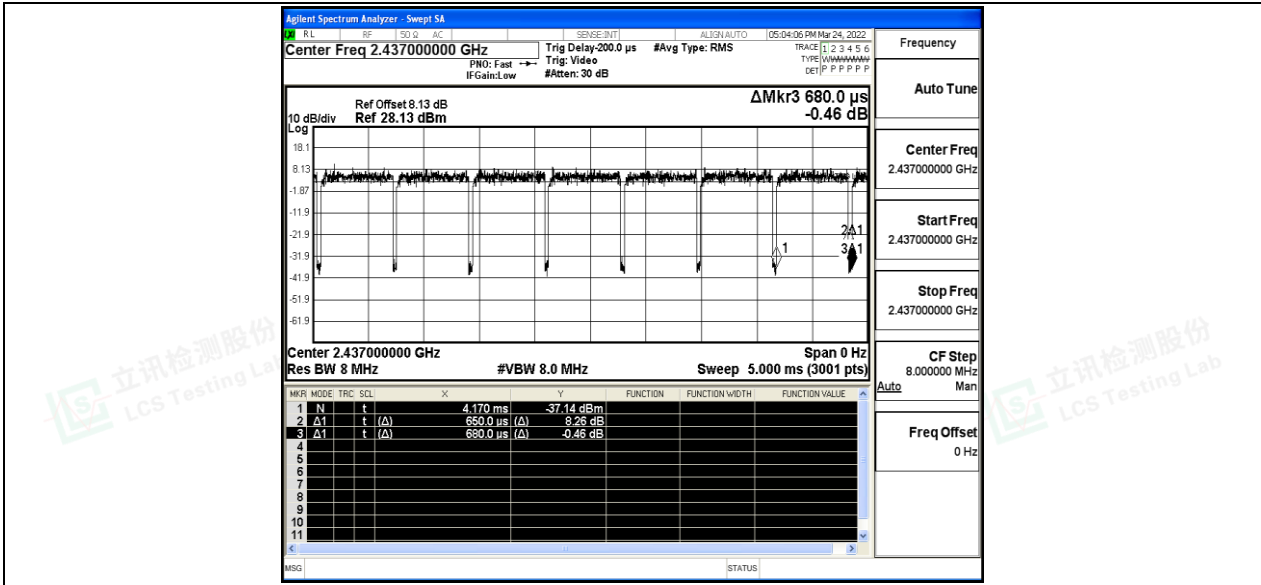 Agilent Spectrum Analyzer - Swept SA
RL RF 50 Ω AC SENSE:INT ALIGN AUTO 05:04:06 PM Mar 24, 2022
Center Freq 2.437000000 GHz
PNO: Fast
IFGain:Low
Trig Delay-200.0 µs
Trig: Video
#Atten: 30 dB
#Avg Type: RMS
TRACE 1 2 3 4 5 6
TYPE
DET P P P P P P
Frequency
Auto Tune
Center Freq
2.437000000 GHz
Start Freq
2.437000000 GHz
Stop Freq
2.437000000 GHz
CF Step
8.000000 MHz
Auto Man
Freq Offset
0 Hz
ΔMkr3 680.0 µs
-0.46 dB
Ref Offset 8.13 dB
10 dB/div Ref 28.13 dBm
Log
18.1
8.13
-1.87
-11.9
-21.9
-31.9
-41.9
-51.9
-61.9
1
2Δ1
3Δ1
Center 2.437000000 GHz Span 0 Hz
Res BW 8 MHz #VBW 8.0 MHz Sweep 5.000 ms (3001 pts)
MKR MODE TRC SCL X Y FUNCTION FUNCTION WIDTH FUNCTION VALUE
1 N t 4.170 ms -37.14 dBm
2 Δ1 t (Δ) 650.0 µs (Δ) 8.26 dB
3 Δ1 t (Δ) 680.0 µs (Δ) -0.46 dB
4
5
6
7
8
9
10
11
MSG STATUS
立讯检测股份
LCS Testing Lab
立讯检测股份
LCS Testing Lab